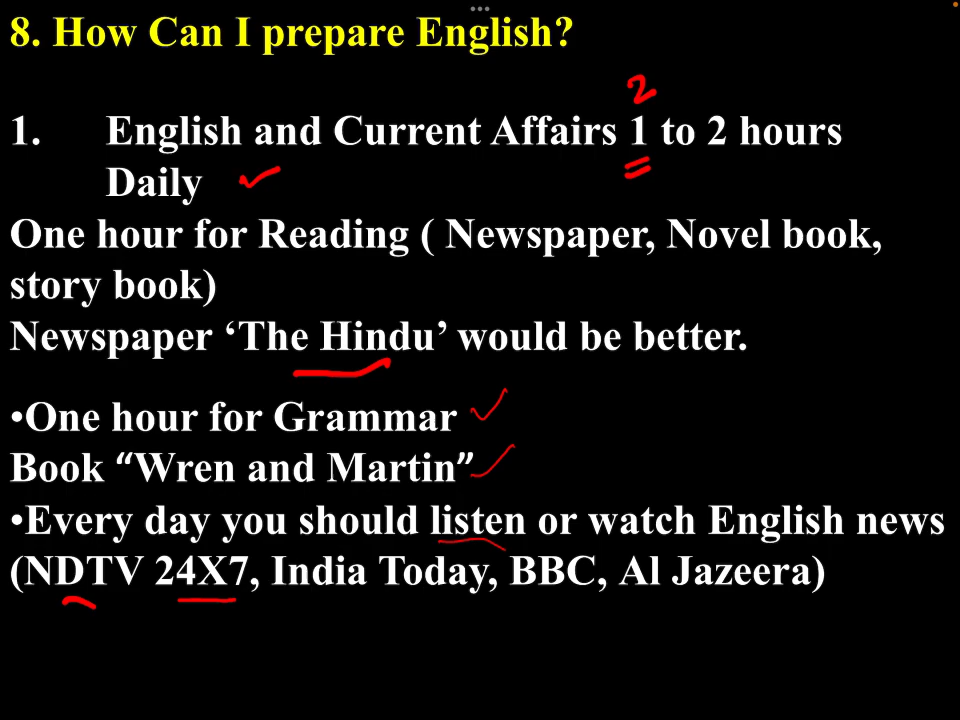 8. How Can I prepare English?
2
1. English and Current Affairs 1 to 2 hours
Daily
One hour for Reading ( Newspaper, Novel book,
story book)
Newspaper ‘The Hindu’ would be better.
•One hour for Grammar
Book “Wren and Martin”
•Every day you should listen or watch English news
(NDTV 24X7, India Today, BBC, Al Jazeera)